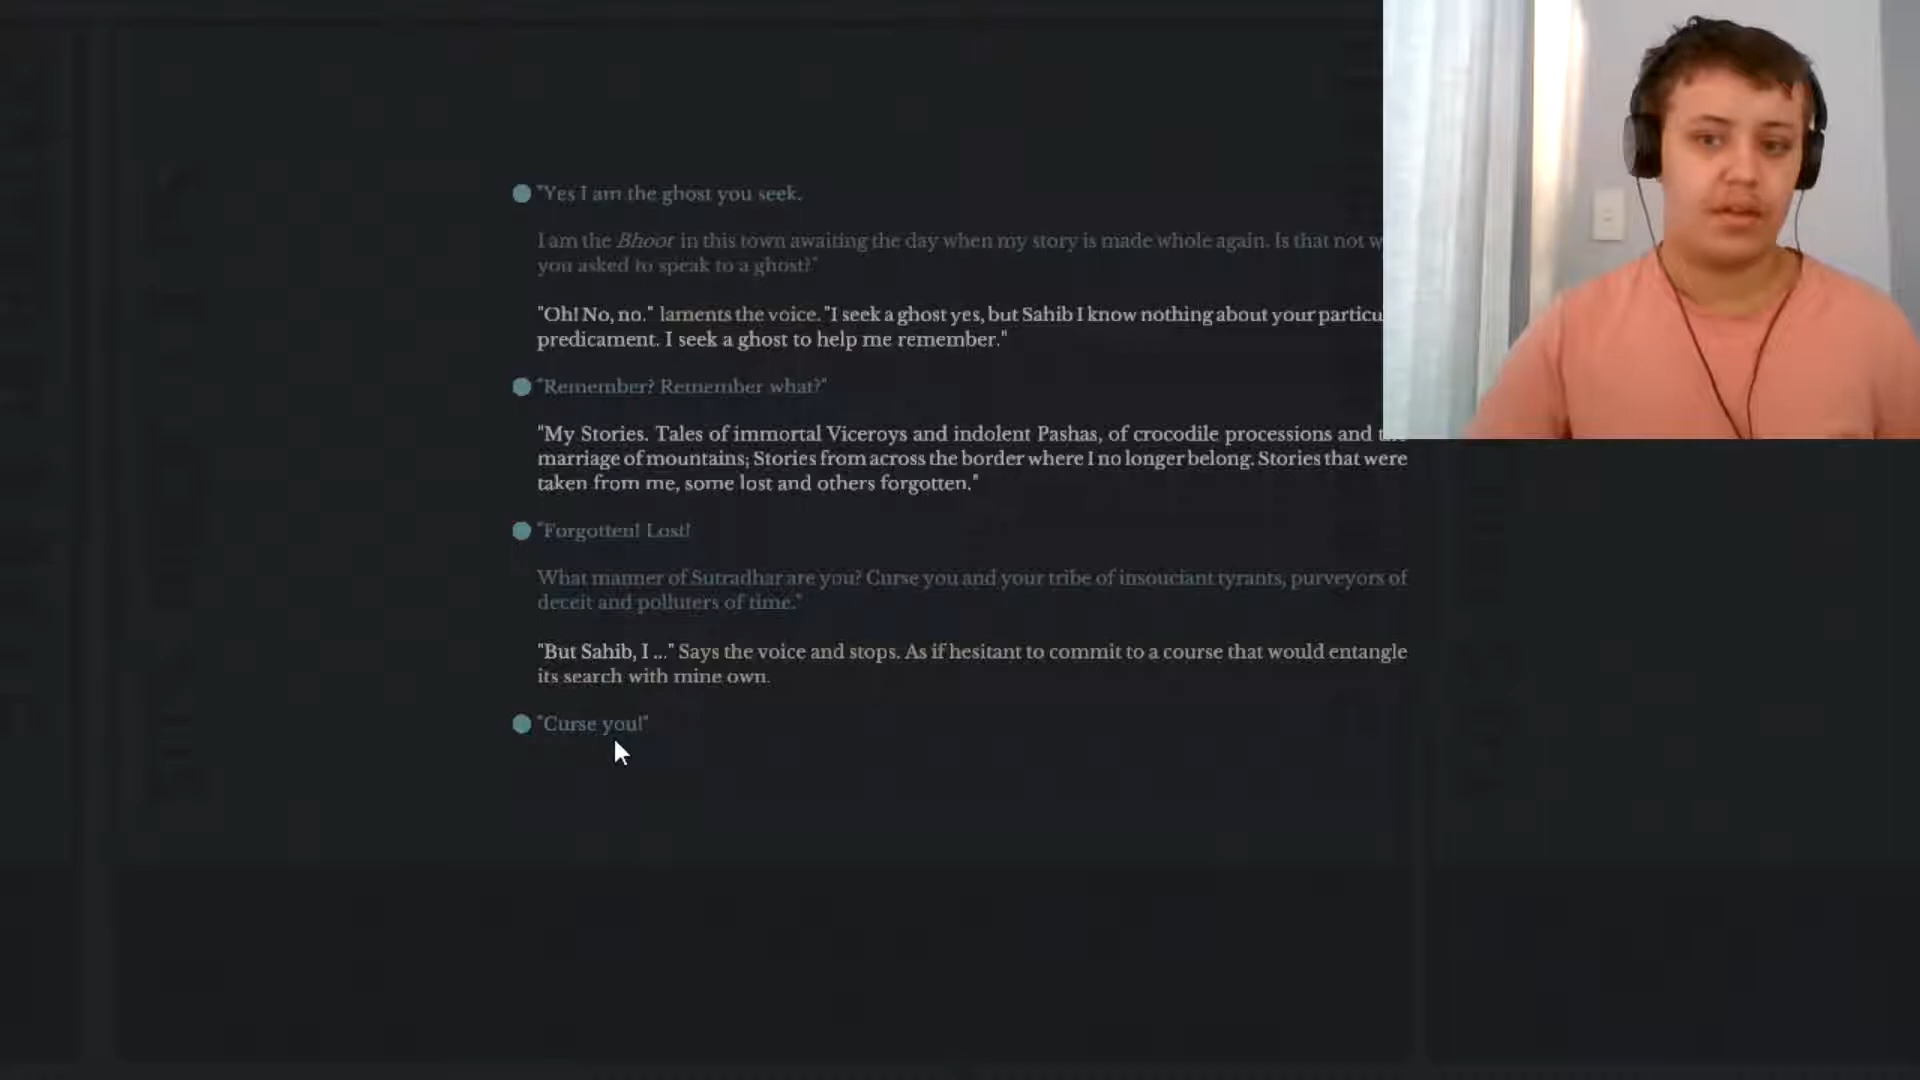 "Yes I am the ghost you seek.
I am the Bhoot in this town awaiting the day when my story is made whole again. Is that not
you asked to speak to a ghost?"
"Oh! No, no." laments the voice. "I seek a ghost yes, but Sahib I know nothing about your
predicament. I seek a ghost to help me remember."
"Remember? Remember what?"
"My Stories. Tales of immortal Viceroys and indolent Pashas, of crocodile processions and
marriage of mountains; Stories from across the border where I no longer belong. Stories that were
taken from me, some lost and others forgotten."
"Forgotten! Lost!
What manner of Sutradhar are you? Curse you and your tribe of insouciant tyrants, purveyors of
deceit and polluters of time."
"But Sahib, I ..." Says the voice and stops. As if hesitant to commit to a course that would entangle
its search with mine own.
"Curse you!"